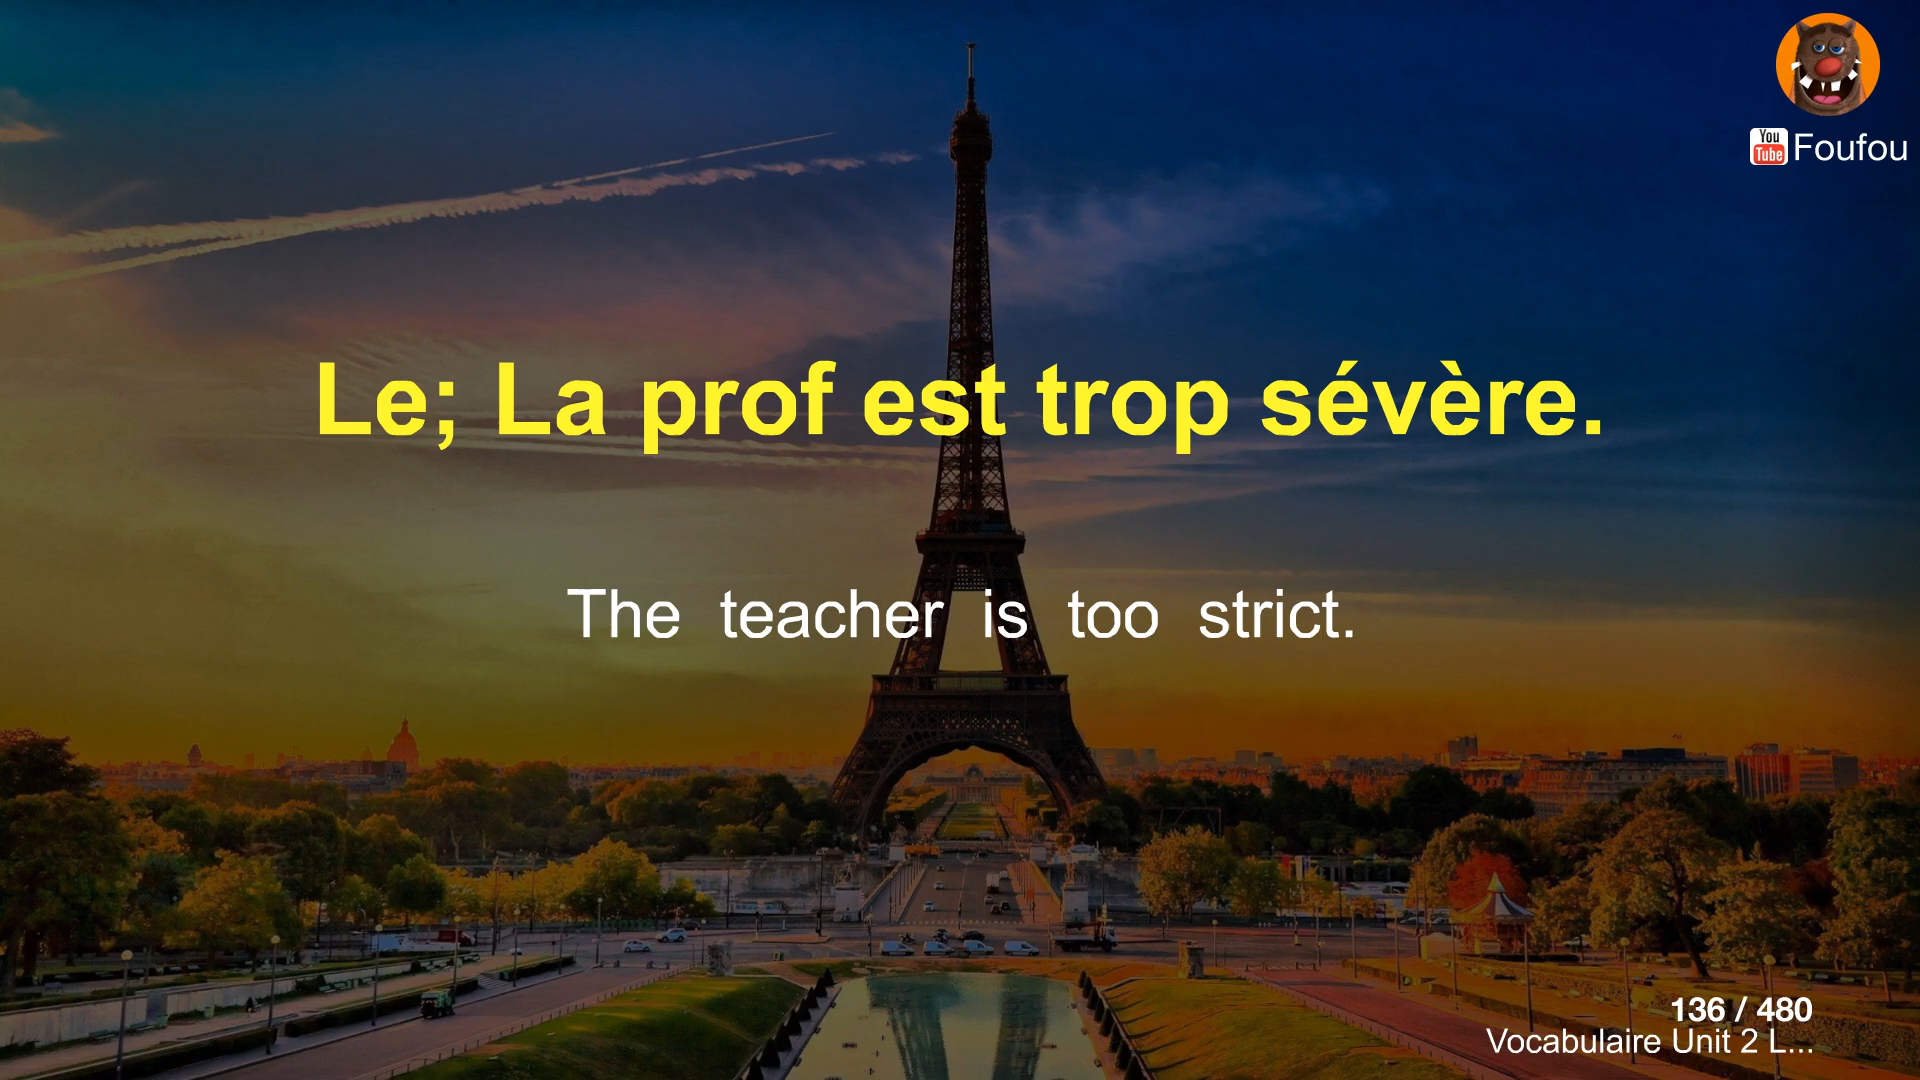 You
Tube
Foufou
Le; La prof est trop sévère.
The teacher is too strict.
136 / 480
Vocabulaire Unit 2 L...